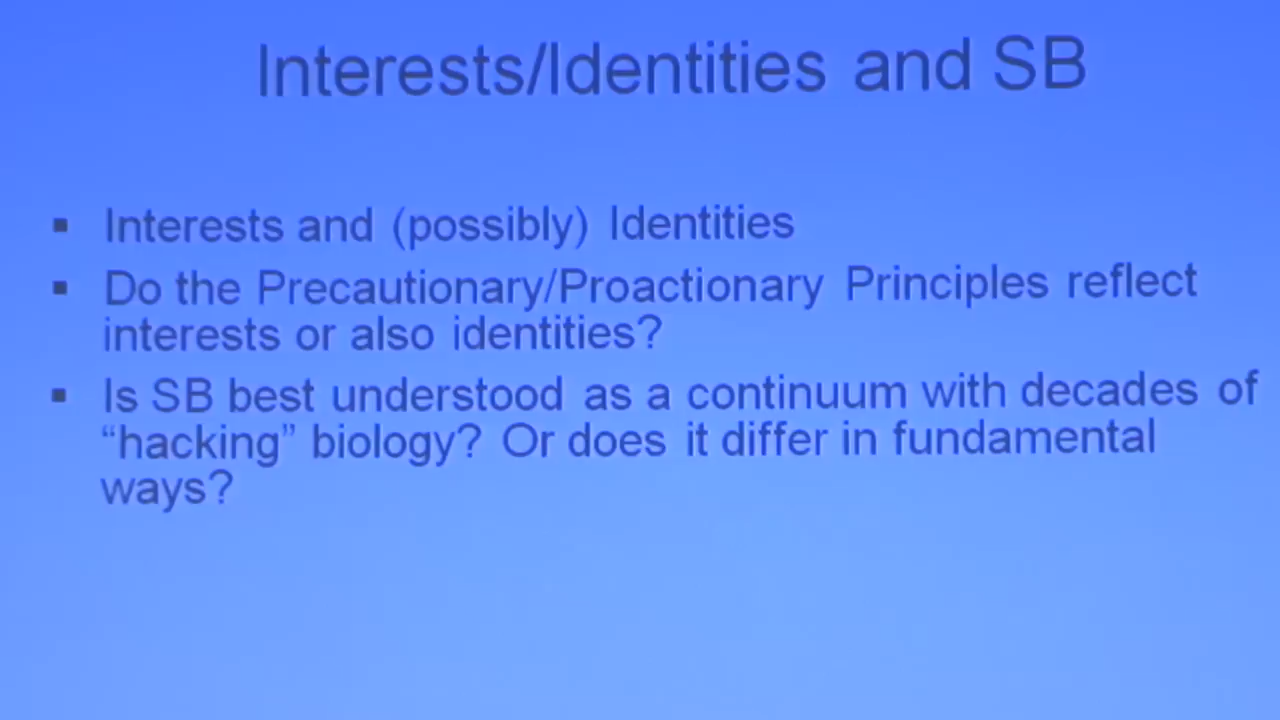 Interests/Identities and SB
▪ Interests and (possibly) Identities
▪ Do the Precautionary/Proactionary Principles reflect
interests or also identities?
▪ Is SB best understood as a continuum with decades of
“hacking” biology? Or does it differ in fundamental
ways?